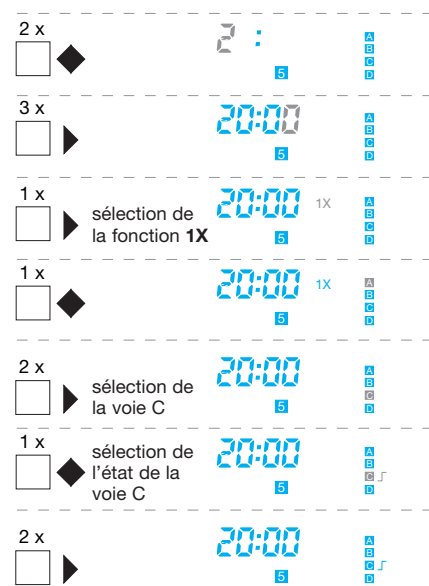 2 x
2 :
5
A
B
C
D
3 x
20:00
5
A
B
C
D
1 x
sélection de
la fonction 1X
20:00
1X
5
A
B
C
D
1 x
20:00
1X
5
A
B
C
D
2 x
sélection de
la voie C
20:00
5
A
B
C
D
1 x
sélection de
l'état de la
voie C
20:00
5
A
B
C
D
2 x
20:00
5
A
B
C
D